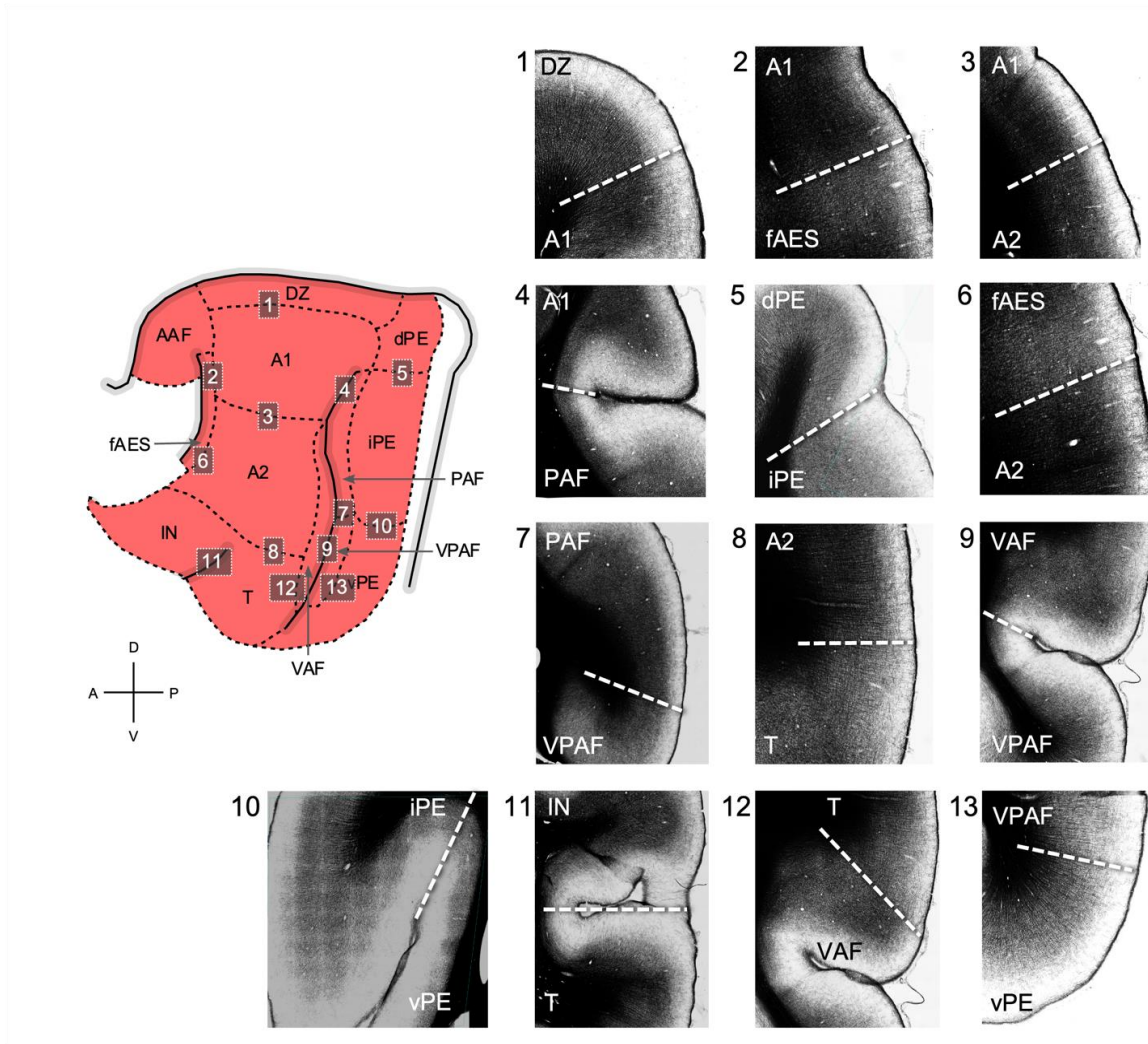 1
DZ
A1
2
A1
fAES
3
A1
A2
DZ
1
AAF
dPE
A1
2
4
5
3
fAES
iPE
6
A2
PAF
7
10
IN
8
9
VPAF
11
12
13
vPE
T
VAF
D
A
P
V
4
A1
PAF
5
dPE
iPE
6
fAES
A2
7
PAF
VPAF
8
A2
T
9
VAF
VPAF
10
iPE
vPE
11
IN
T
12
T
VAF
13
VPAF
vPE